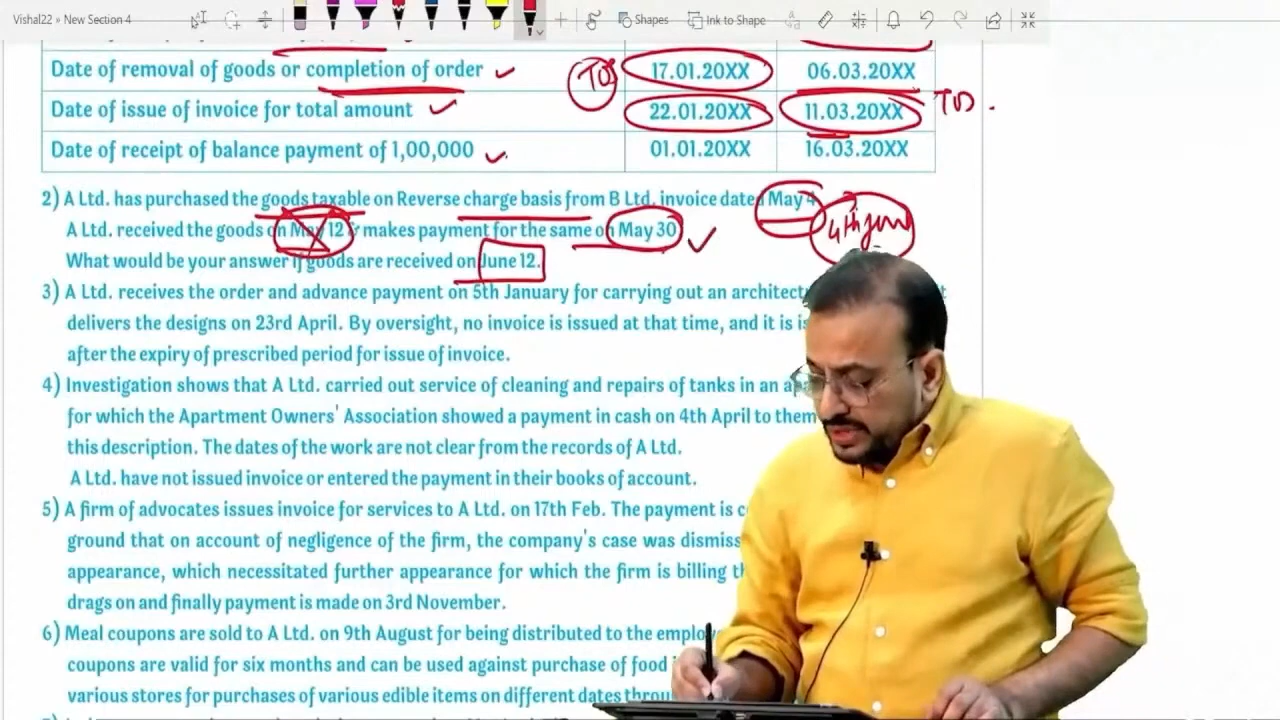 Vishal22 » New Section 4
Shapes
Ink to Shape
Date of removal of goods or completion of order
TOS
17.01.20XX
06.03.20XX
Date of issue of invoice for total amount
22.01.20XX
11.03.20XX
Date of receipt of balance payment of 1,00,000
01.01.20XX
16.03.20XX
2) A Ltd. has purchased the goods taxable on Reverse charge basis from B Ltd. invoice dated May 4
A Ltd. received the goods on May 12 & makes payment for the same on May 30
4th June
What would be your answer if goods are received on June 12.
3) A Ltd. receives the order and advance payment on 5th January for carrying out an
delivers the designs on 23rd April. By oversight, no invoice is issued at that time, and it is
after the expiry of prescribed period for issue of invoice.
4) Investigation shows that A Ltd. carried out service of cleaning and repairs of tanks in an
for which the Apartment Owners' Association showed a payment in cash on 4th April to them
this description. The dates of the work are not clear from the records of A Ltd.
A Ltd. have not issued invoice or entered the payment in their books of account.
5) A firm of advocates issues invoice for services to A Ltd. on 17th Feb. The payment is
ground that on account of negligence of the firm, the company's case was
appearance, which necessitated further appearance for which the firm is billing
drags on and finally payment is made on 3rd November.
6) Meal coupons are sold to A Ltd. on 9th August for being distributed to the
coupons are valid for six months and can be used against purchase of food
various stores for purchases of various edible items on different dates